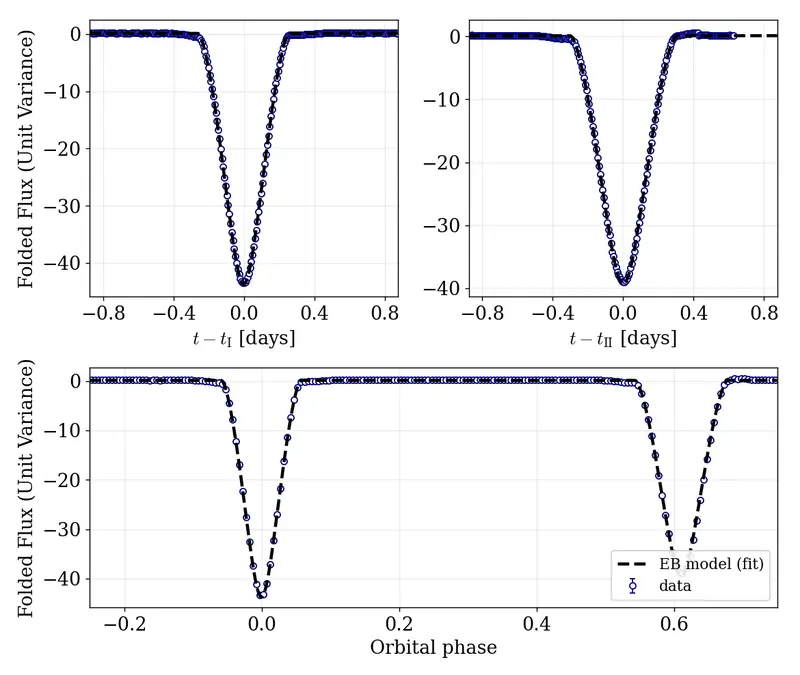 Folded Flux (Unit Variance)
0
−10
−20
−30
−40
−0.8 −0.4 0.0 0.4 0.8
t − tI [days]
0
−10
−20
−30
−40
−0.8 −0.4 0.0 0.4 0.8
t − tII [days]
Folded Flux (Unit Variance)
0
−10
−20
−30
−40
EB model (fit)
data
−0.2 0.0 0.2 0.4 0.6
Orbital phase